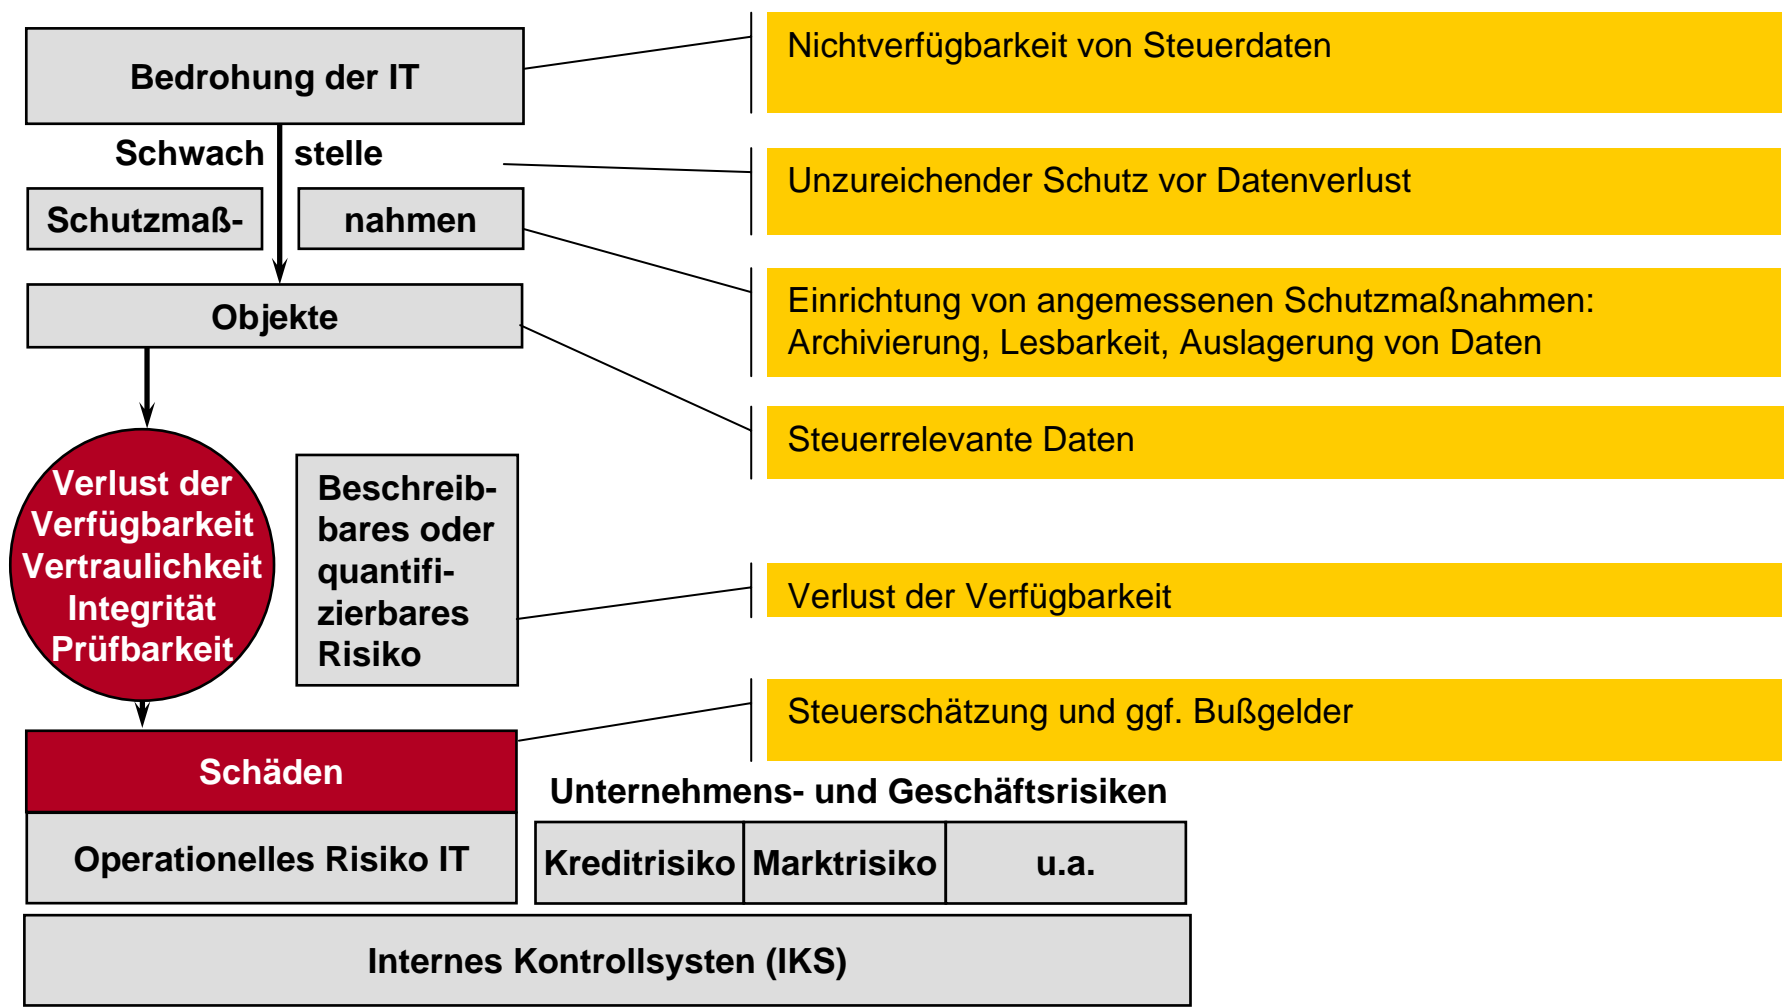 Bedrohung der IT
Nichtverfügbarkeit von Steuerdaten
Schwach stelle
Unzureichender Schutz vor Datenverlust
Schutzmaß- nahmen
Einrichtung von angemessenen Schutzmaßnahmen:
Archivierung, Lesbarkeit, Auslagerung von Daten
Objekte
Steuerrelevante Daten
Verlust der
Verfügbarkeit
Vertraulichkeit
Integrität
Prüfbarkeit
Beschreib-
bares oder
quantifi-
zierbares
Risiko
Verlust der Verfügbarkeit
Steuerschätzung und ggf. Bußgelder
Schäden
Operationelles Risiko IT
Unternehmens- und Geschäftsrisiken
Kreditrisiko Marktrisiko u.a.
Internes Kontrollsysten (IKS)